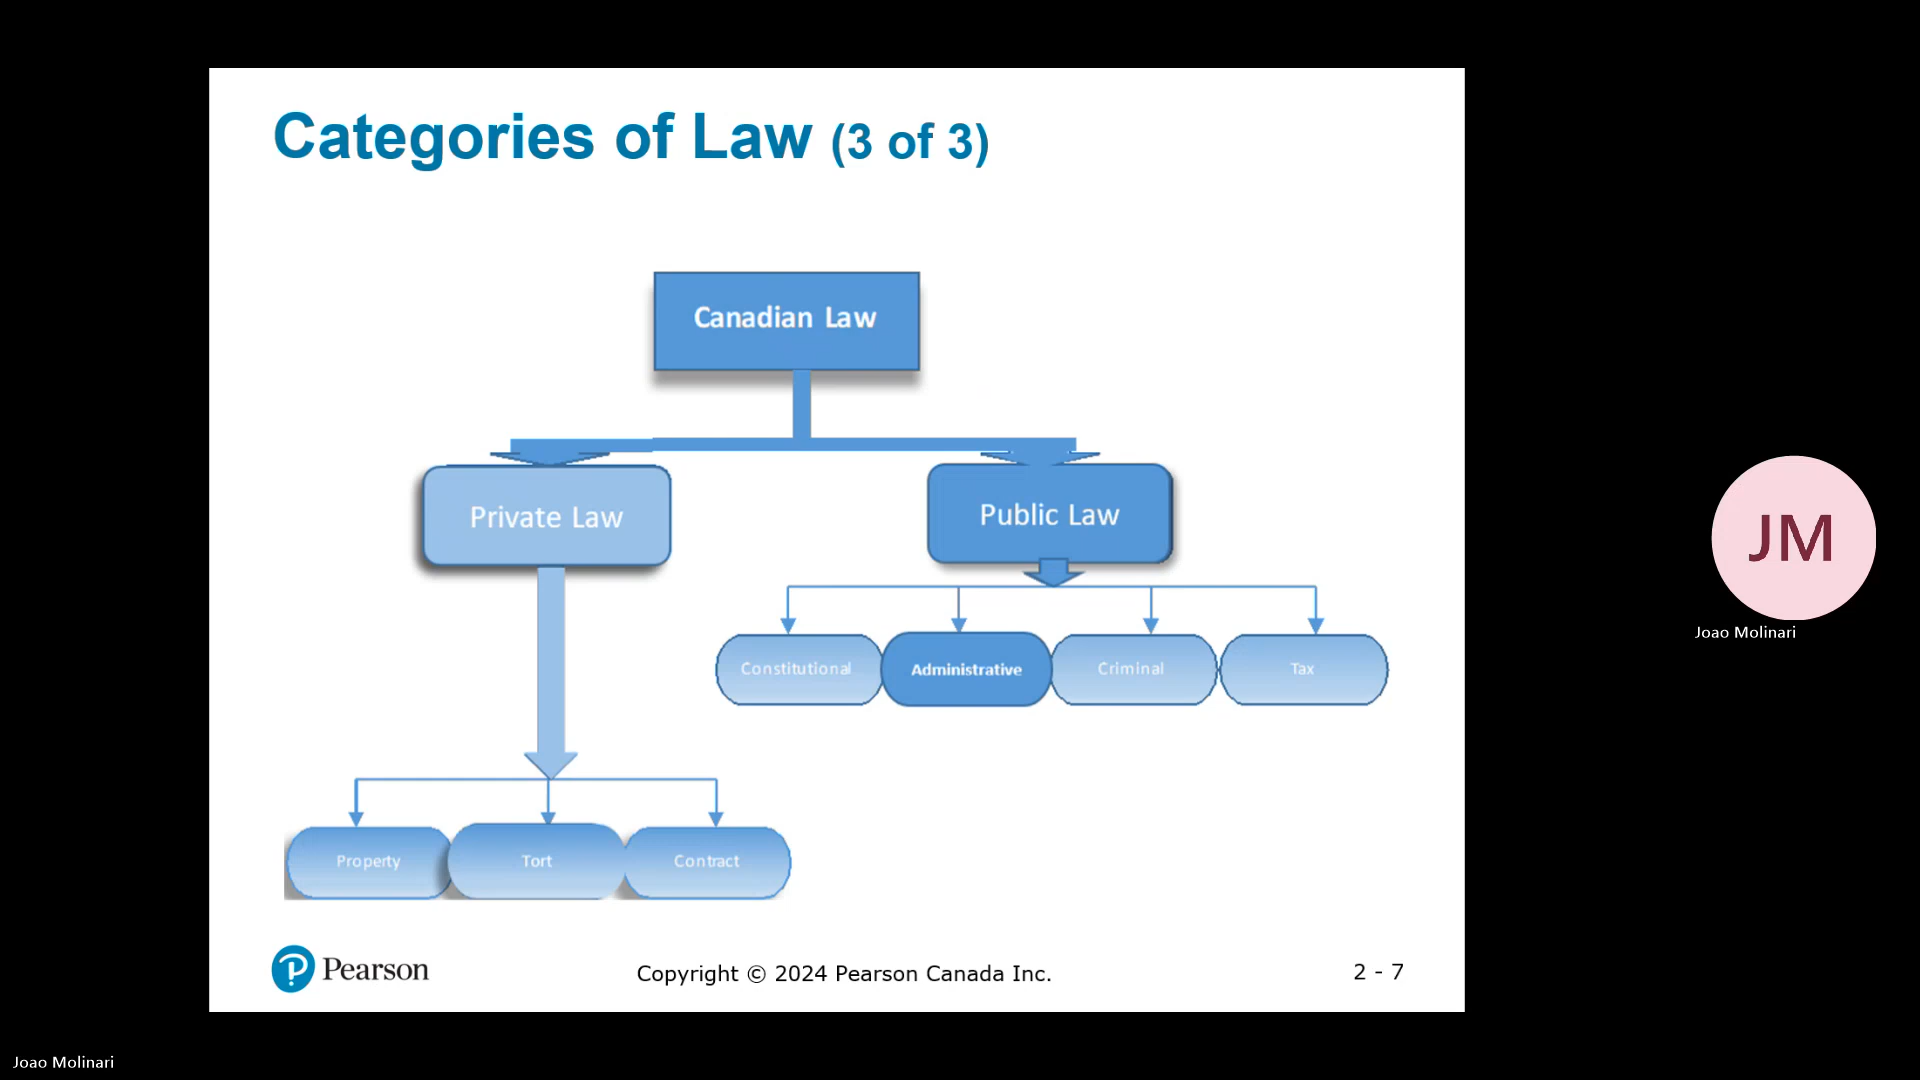 Categories of Law (3 of 3)
Canadian Law
Private Law
Public Law
Constitutional
Administrative
Criminal
Tax
Property
Tort
Contract
Pearson
Copyright © 2024 Pearson Canada Inc.
2 - 7
JM
Joao Molinari
Joao Molinari